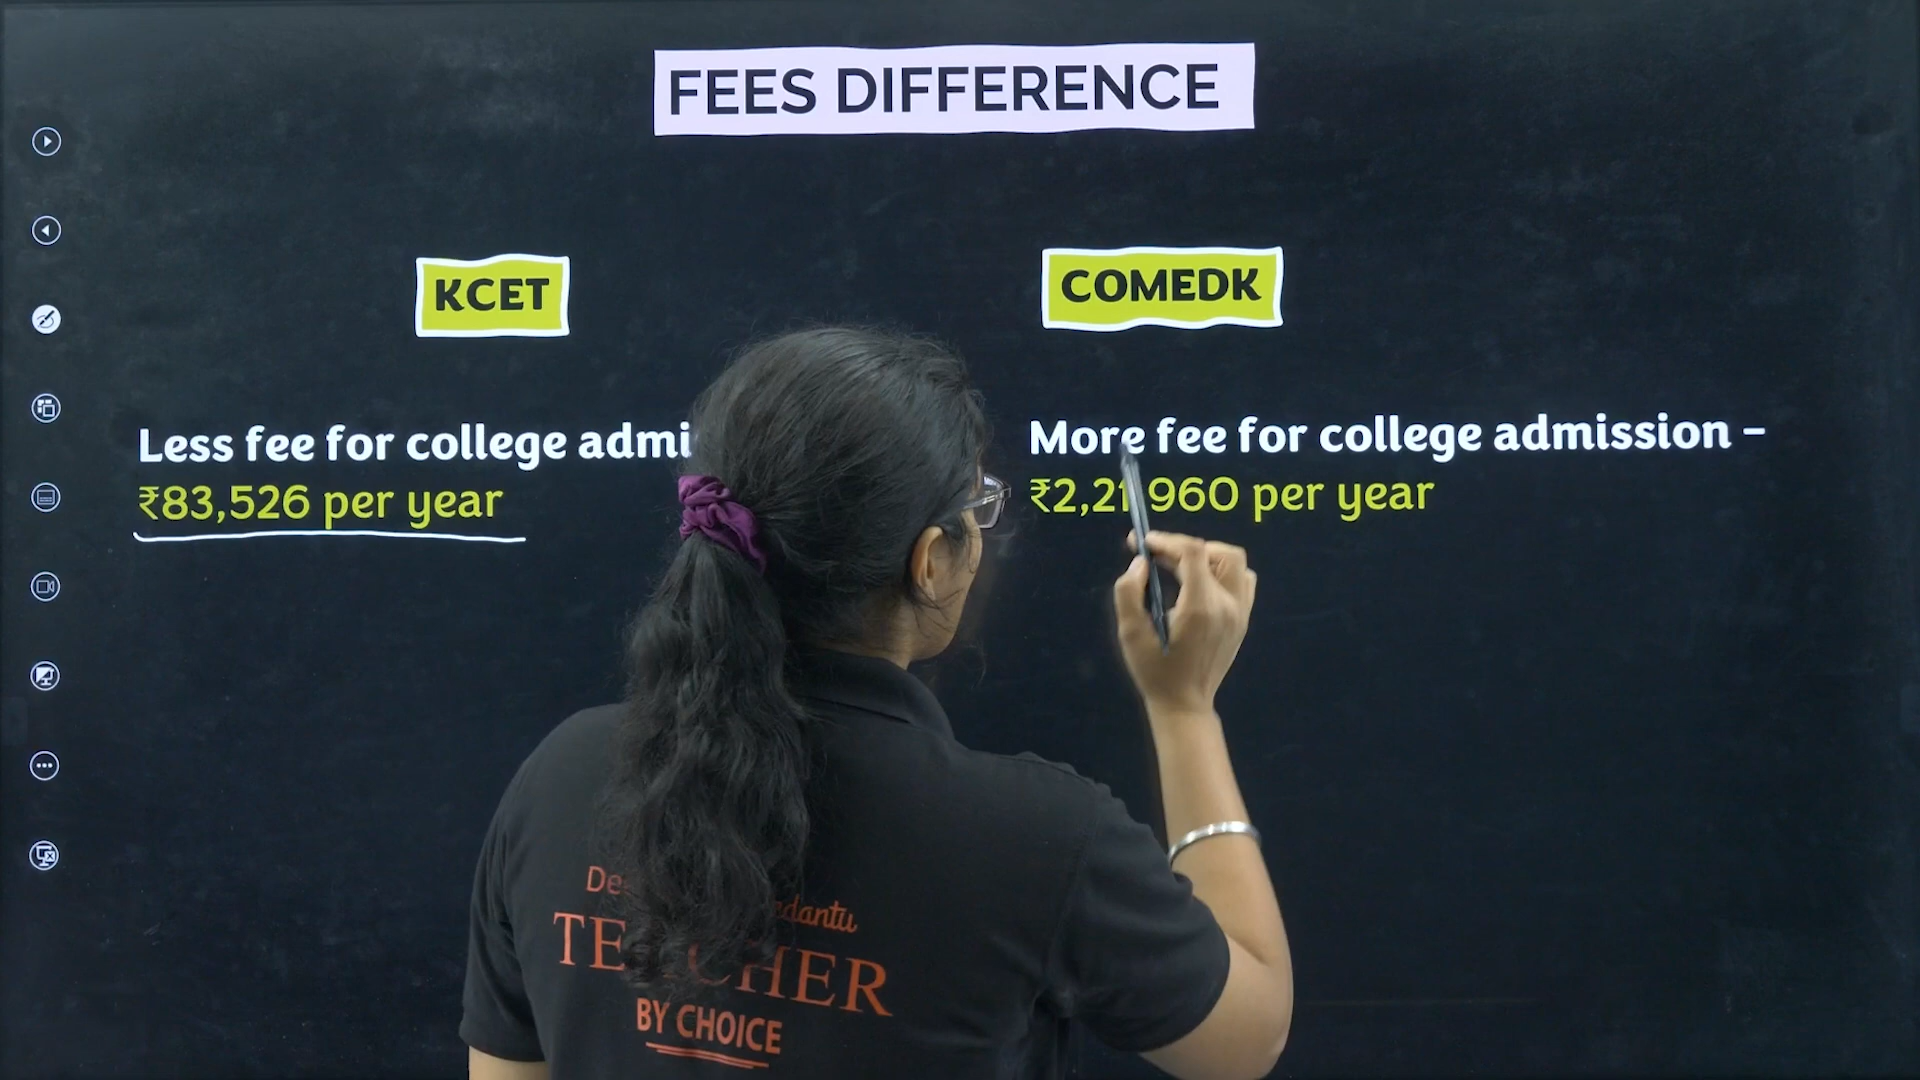 FEES DIFFERENCE
KCET
COMEDK
Less fee for college
₹83,526 per year
More fee for college admission –
per year
BY CHOICE